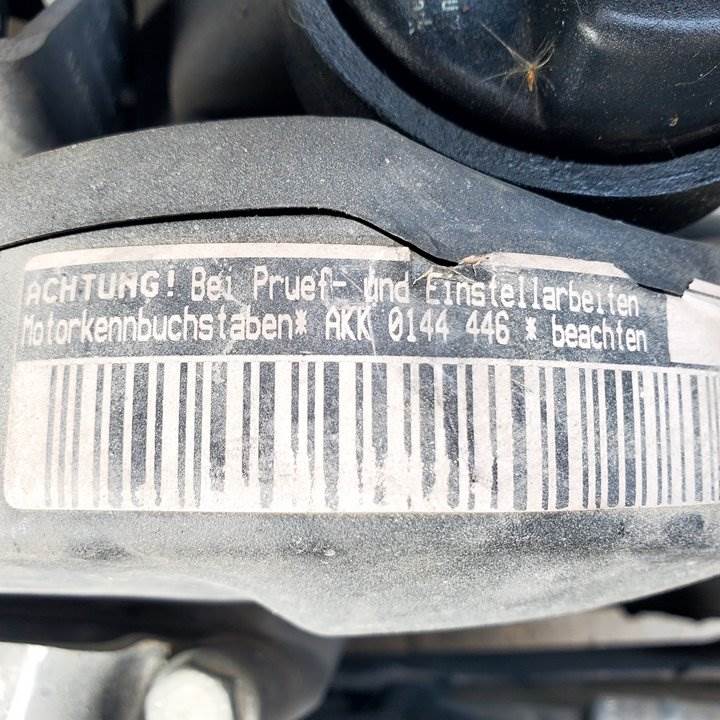 ACHTUNG! Bei Pruef- und Einstellarbeiten
Motorkennbuchstaben* AKK 0144 446 * beachten